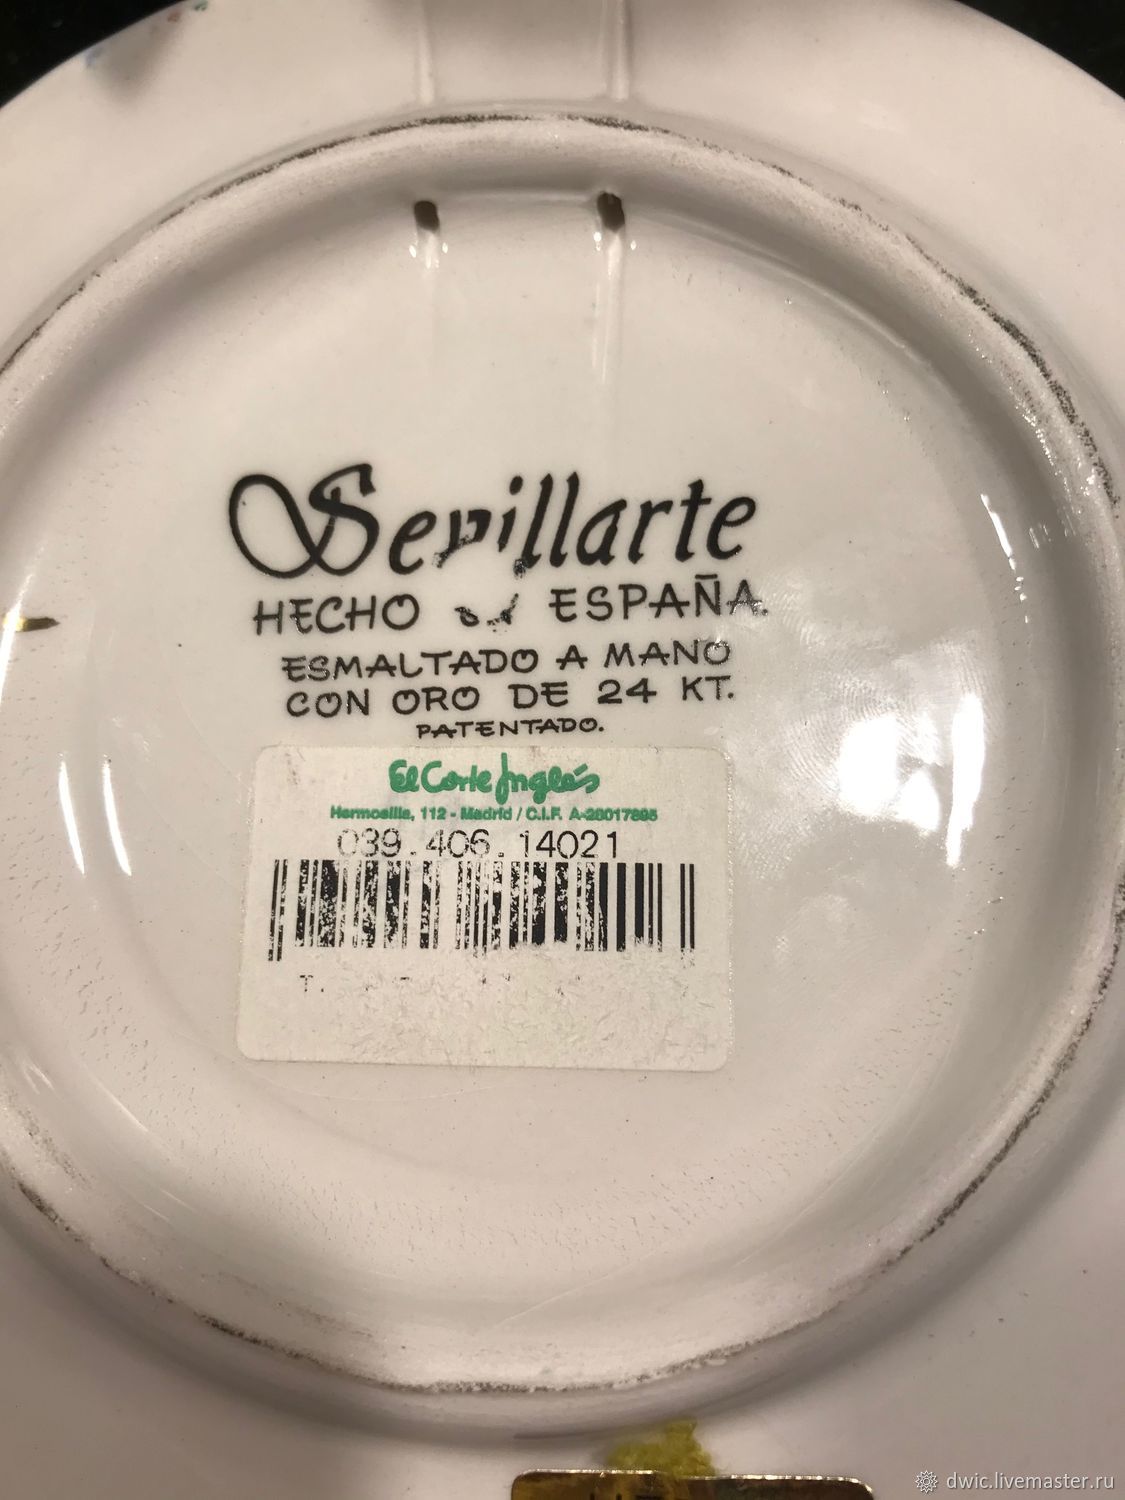 Sevillarte
HECHO ESPAÑA.
ESMALTADO A MANO
CON ORO DE 24 KT.
PATENTADO.
El Corte Inglés
Hermosilla, 112 - Madrid / C.I.F. A-28017895
039.406.14021
dwic.livemaster.ru